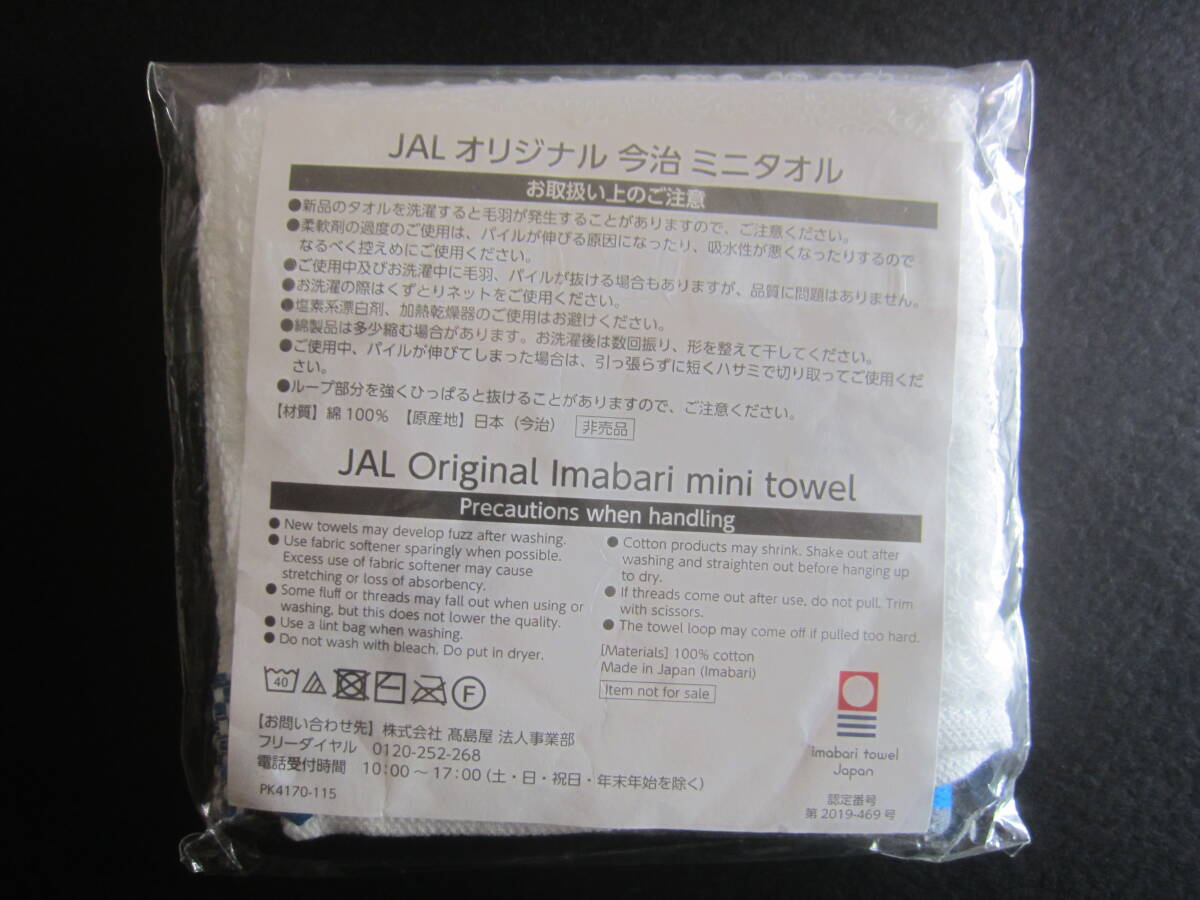 JAL オリジナル 今治 ミニタオル
お取扱い上のご注意
●新品のタオルを洗濯すると毛羽が発生することがありますので、ご注意ください。
●柔軟剤の過度のご使用は、パイルが伸びる原因になったり、吸水性が悪くなったりするので
なるべく控えめにご使用ください。
●ご使用中及びお洗濯中に毛羽、パイルが抜ける場合もありますが、品質に問題はありません。
●お洗濯の際はくずとりネットをご使用ください。
●塩素系漂白剤、加熱乾燥器のご使用はお避けください。
●綿製品は多少縮む場合があります。お洗濯後は数回振り、形を整えて干してください。
●ご使用中、パイルが伸びてしまった場合は、引っ張らずに短くハサミで切り取ってご使用くだ
さい。
●ループ部分を強くひっぱると抜けることがありますので、ご注意ください。
【材質】綿100% 【原産地】日本（今治） 非売品
JAL Original Imabari mini towel
Precautions when handling
● New towels may develop fuzz after washing.
● Use fabric softener sparingly when possible.
Excess use of fabric softener may cause
stretching or loss of absorbency.
● Some fluff or threads may fall out when using or
washing, but this does not lower the quality.
● Use a lint bag when washing.
● Do not wash with bleach. Do put in dryer.
● Cotton products may shrink. Shake out after
washing and straighten out before hanging up
to dry.
● If threads come out after use, do not pull. Trim
with scissors.
● The towel loop may come off if pulled too hard.
[Materials] 100% cotton
Made in Japan (Imabari)
Item not for sale
40
F
【お問い合わせ先】株式会社 髙島屋 法人事業部
フリーダイヤル 0120-252-268
電話受付時間 10:00～17:00（土・日・祝日・年末年始を除く）
PK4170-115
imabari towel
Japan
認定番号
第 2019-469 号